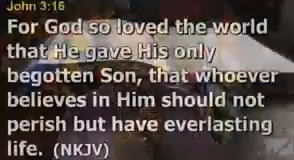 John 3:16
For God so loved the world
that He gave His only
begotten Son, that whoever
believes in Him should not
perish but have everlasting
life. (NKJV)